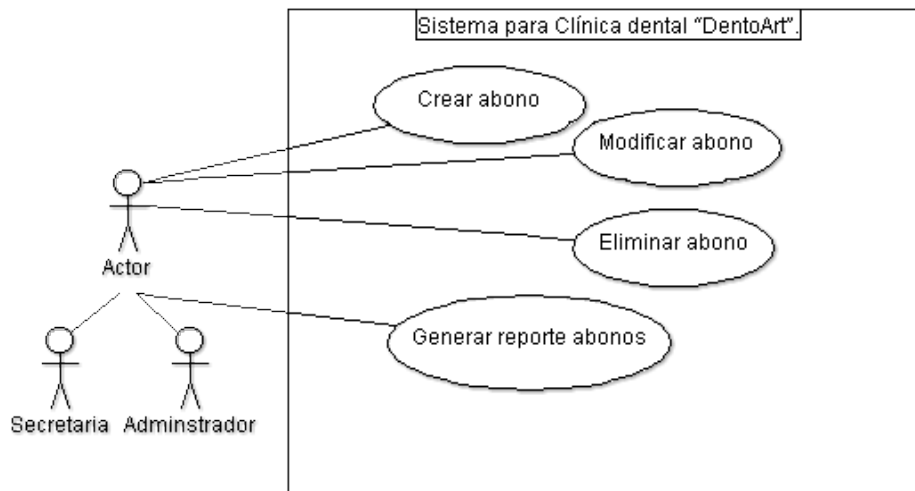 Sistema para Clínica dental “DentoArt”.
Crear abono
Modificar abono
Eliminar abono
Actor
Generar reporte abonos
Secretaria
Adminstrador